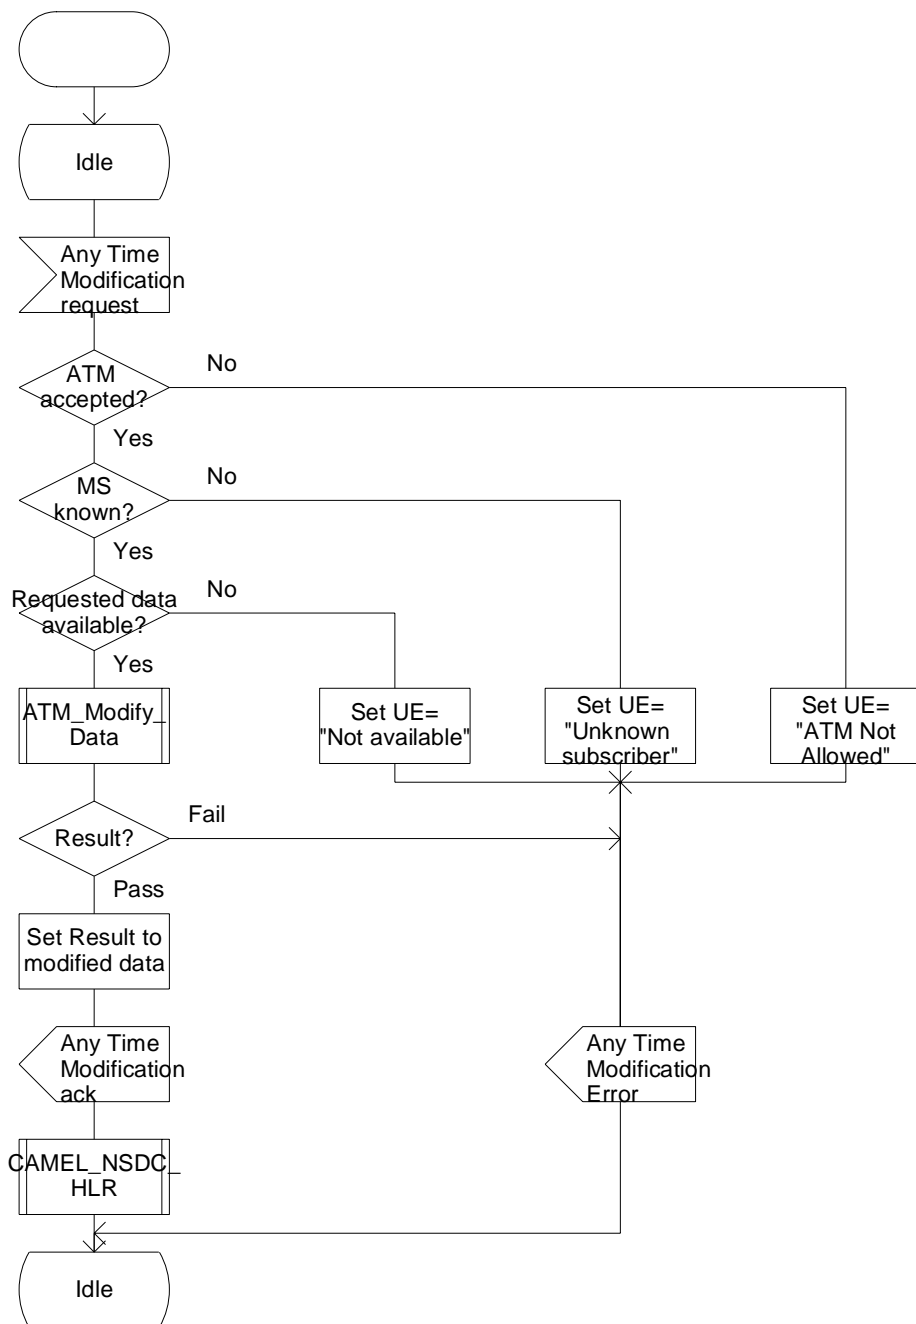 Idle
Any Time
Modification
request
ATM
accepted?
No
Yes
MS
known?
No
Yes
Requested data
available?
No
Yes
ATM_Modify_
Data
Set UE=
"Not available"
Set UE=
"Unknown
subscriber"
Set UE=
"ATM Not
Allowed"
Result?
Fail
Pass
Set Result to
modified data
Any Time
Modification
ack
Any Time
Modification
Error
CAMEL_NSDC_
HLR
Idle